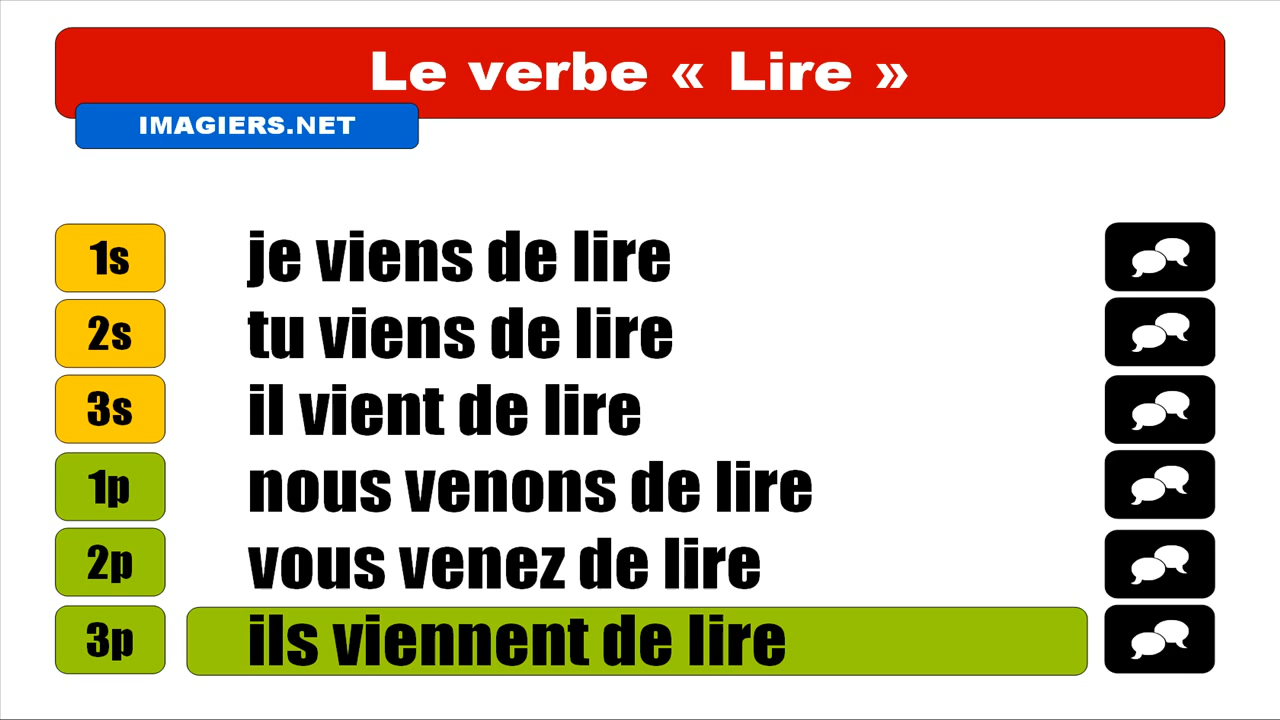 Le verbe « Lire »
IMAGIERS.NET
1s je viens de lire
2s tu viens de lire
3s il vient de lire
1p nous venons de lire
2p vous venez de lire
3p ils viennent de lire